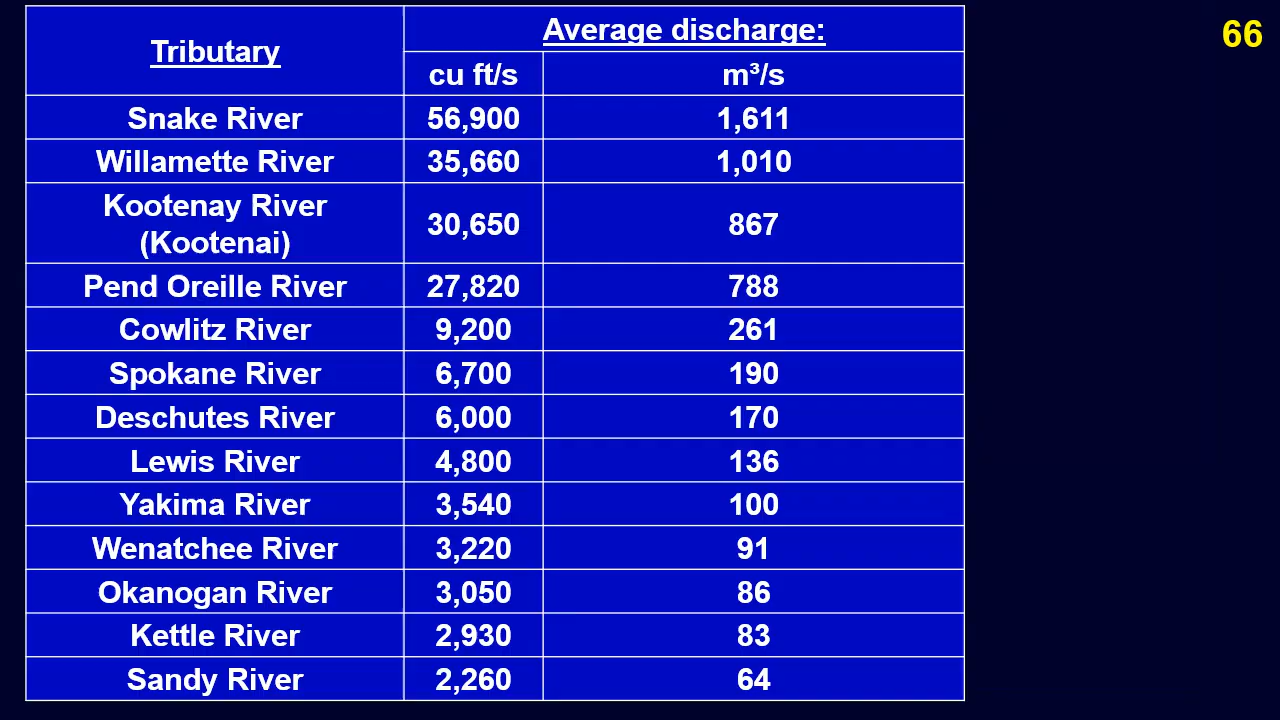 Tributary Average discharge: 66
cu ft/s m³/s
Snake River 56,900 1,611
Willamette River 35,660 1,010
Kootenay River
(Kootenai) 30,650 867
Pend Oreille River 27,820 788
Cowlitz River 9,200 261
Spokane River 6,700 190
Deschutes River 6,000 170
Lewis River 4,800 136
Yakima River 3,540 100
Wenatchee River 3,220 91
Okanogan River 3,050 86
Kettle River 2,930 83
Sandy River 2,260 64